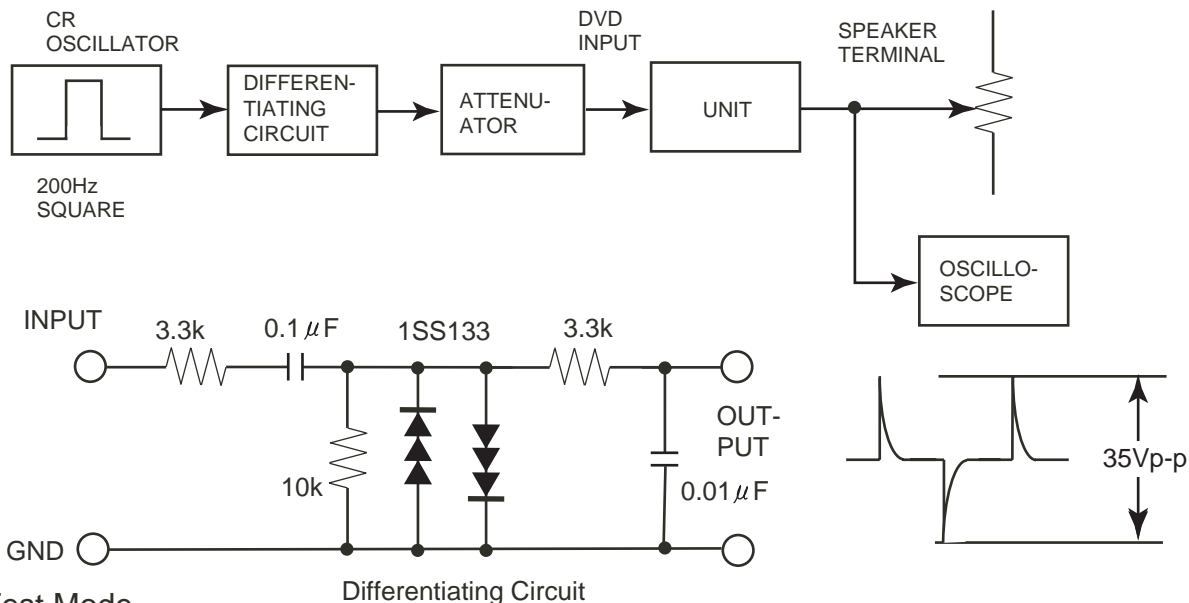 CR
OSCILLATOR
DIFFEREN-
TIATING
CIRCUIT
ATTENU-
ATOR
DVD
INPUT
UNIT
SPEAKER
TERMINAL
200Hz
SQUARE
OSCILLO-
SCOPE
INPUT
3.3k
0.1μF
1SS133
3.3k
10k
OUT-
PUT
0.01μF
GND
35Vp-p
Differentiating Circuit